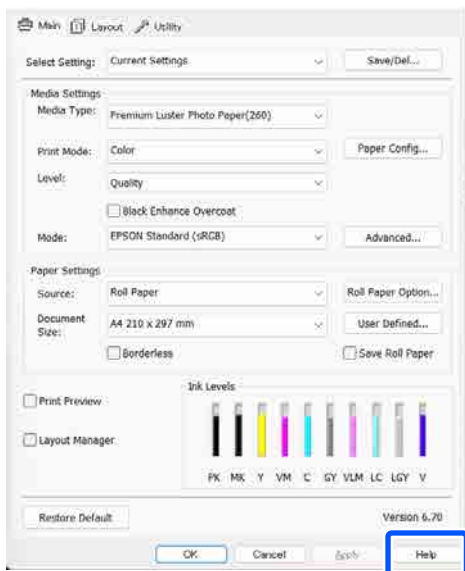 Main Layout Utility
Select Setting: Current Settings Save/Del...
Media Settings
Media Type: Premium Luster Photo Paper(260)
Print Mode: Color Paper Config...
Level: Quality
Black Enhance Overcoat
Mode: EPSON Standard (sRGB) Advanced...
Paper Settings
Source: Roll Paper Roll Paper Option...
Document Size: A4 210 x 297 mm User Defined...
Borderless Save Roll Paper
Ink Levels
Print Preview
Layout Manager
PK MK Y VM C GY VLM LC LGY V
Restore Default Version 6.70
OK Cancel Apply Help